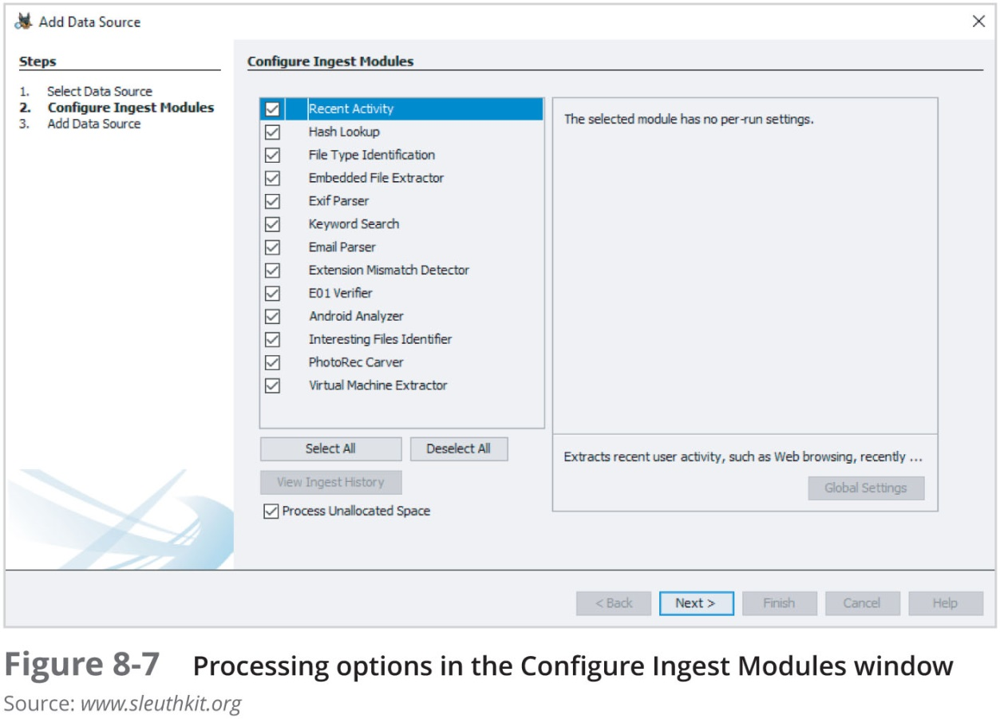 Add Data Source
Steps
1. Select Data Source
2. Configure Ingest Modules
3. Add Data Source
Configure Ingest Modules
Recent Activity
Hash Lookup
File Type Identification
Embedded File Extractor
Exif Parser
Keyword Search
Email Parser
Extension Mismatch Detector
E01 Verifier
Android Analyzer
Interesting Files Identifier
PhotoRec Carver
Virtual Machine Extractor
Select All
Deselect All
View Ingest History
Process Unallocated Space
The selected module has no per-run settings.
Extracts recent user activity, such as Web browsing, recently ...
Global Settings
< Back
Next >
Finish
Cancel
Help
Figure 8-7 Processing options in the Configure Ingest Modules window
Source: www.sleuthkit.org